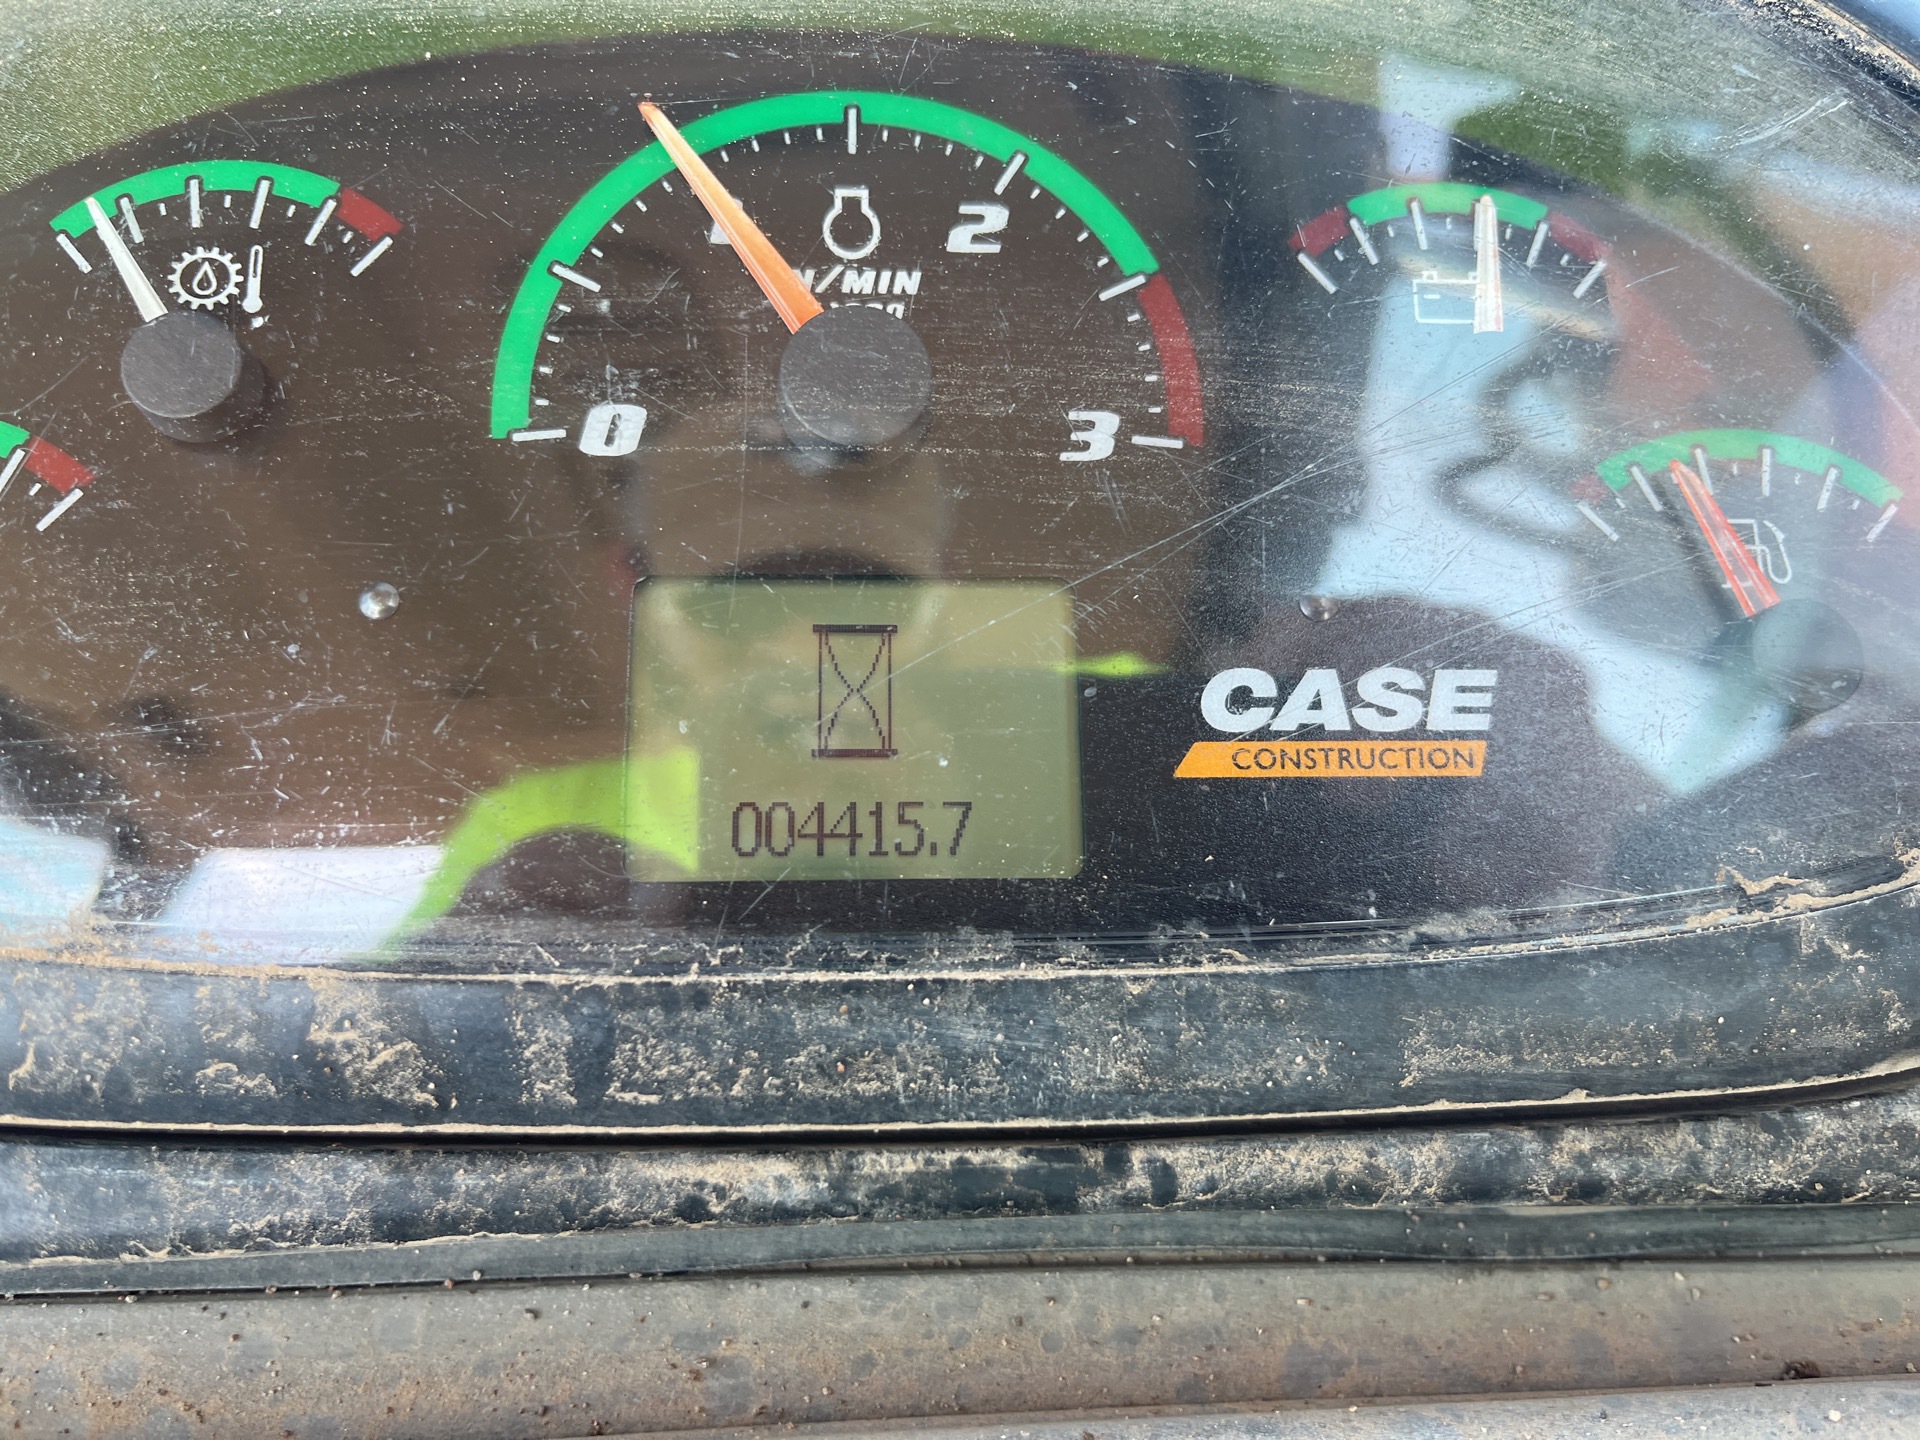 2
N/MIN
0
3
CASE
CONSTRUCTION
004415.7